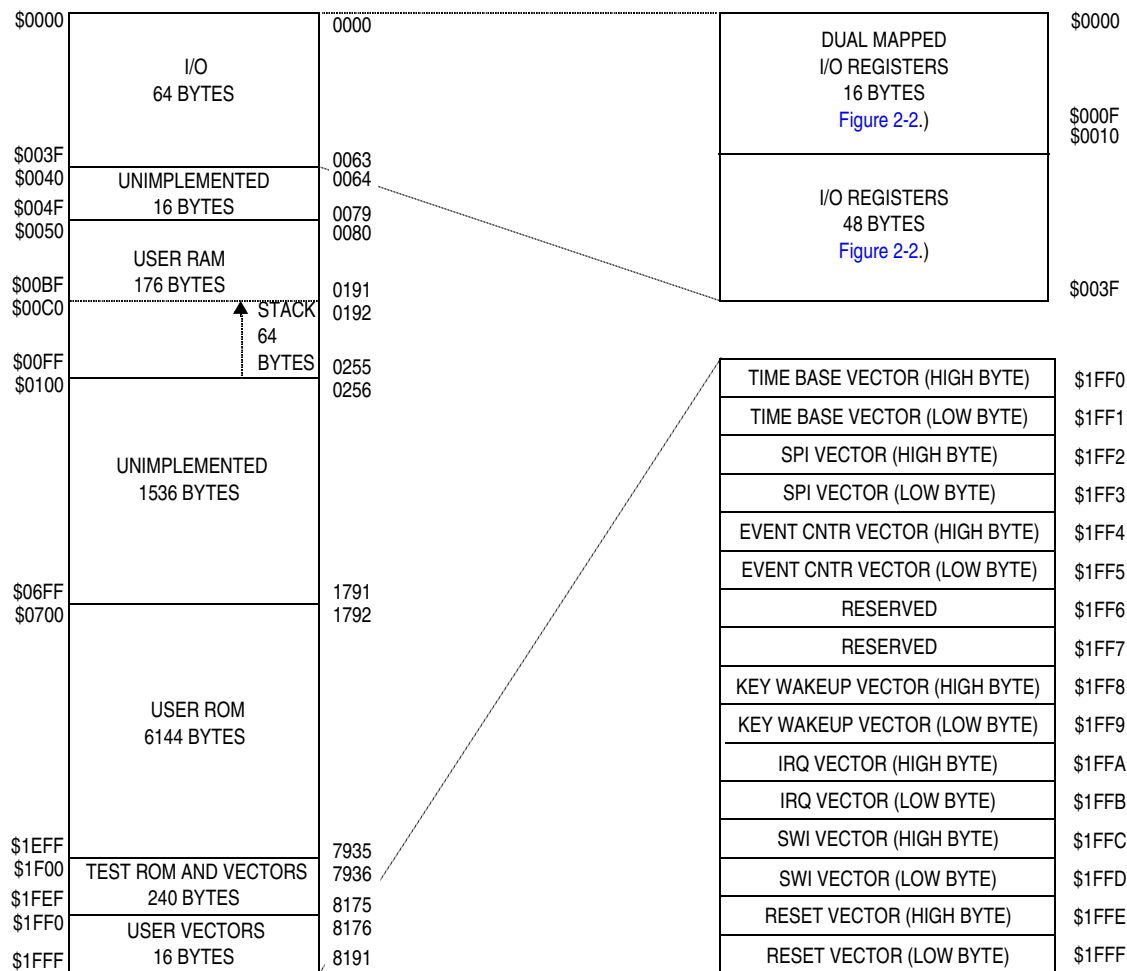 $0000
I/O
64 BYTES
0000
$003F
0063
$0040
UNIMPLEMENTED
16 BYTES
0064
$004F
0079
$0050
USER RAM
176 BYTES
0080
$00BF
0191
$00C0
STACK
64
BYTES
0192
$00FF
0255
$0100
UNIMPLEMENTED
1536 BYTES
0256
$06FF
1791
$0700
USER ROM
6144 BYTES
1792
$1EFF
7935
$1F00
TEST ROM AND VECTORS
240 BYTES
7936
$1FEF
8175
$1FF0
USER VECTORS
16 BYTES
8176
$1FFF
8191
DUAL MAPPED
I/O REGISTERS
16 BYTES
Figure 2-2.)
$0000
$000F
$0010
I/O REGISTERS
48 BYTES
Figure 2-2.)
$003F
TIME BASE VECTOR (HIGH BYTE) $1FF0
TIME BASE VECTOR (LOW BYTE) $1FF1
SPI VECTOR (HIGH BYTE) $1FF2
SPI VECTOR (LOW BYTE) $1FF3
EVENT CNTR VECTOR (HIGH BYTE) $1FF4
EVENT CNTR VECTOR (LOW BYTE) $1FF5
RESERVED $1FF6
RESERVED $1FF7
KEY WAKEUP VECTOR (HIGH BYTE) $1FF8
KEY WAKEUP VECTOR (LOW BYTE) $1FF9
IRQ VECTOR (HIGH BYTE) $1FFA
IRQ VECTOR (LOW BYTE) $1FFB
SWI VECTOR (HIGH BYTE) $1FFC
SWI VECTOR (LOW BYTE) $1FFD
RESET VECTOR (HIGH BYTE) $1FFE
RESET VECTOR (LOW BYTE) $1FFF